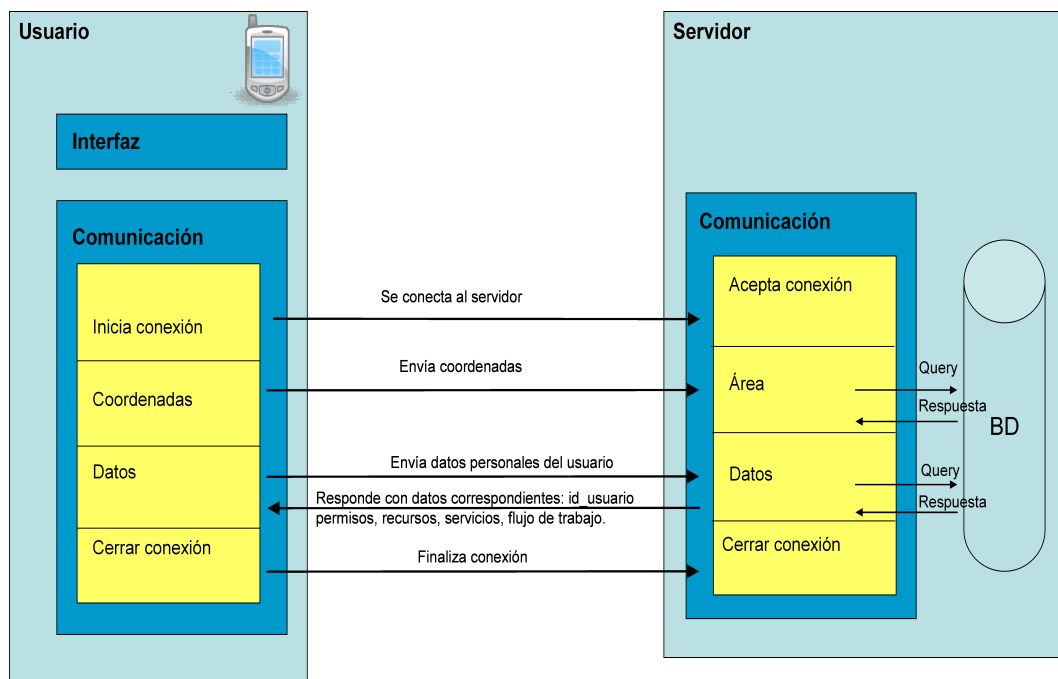 Usuario
Interfaz
Comunicación
Inicia conexión
Coordenadas
Datos
Cerrar conexión
Se conecta al servidor
Envía coordenadas
Envía datos personales del usuario
Responde con datos correspondientes: id_usuario
permisos, recursos, servicios, flujo de trabajo.
Finaliza conexión
Servidor
Comunicación
Acepta conexión
Área
Datos
Cerrar conexión
Query
Respuesta
BD
Query
Respuesta